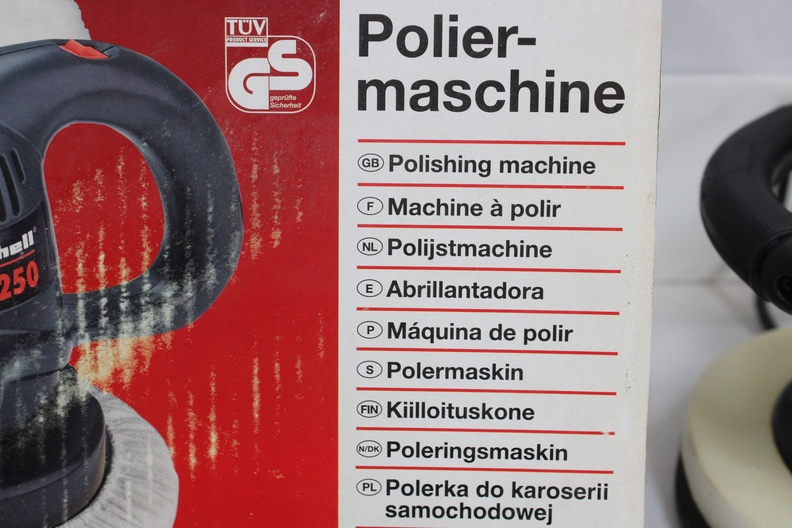 TÜV
PRODUCT SERVICE
GS
geprüfte
Sicherheit
Polier-
maschine
GB Polishing machine
F Machine à polir
NL Polijstmachine
E Abrillantadora
P Máquina de polir
S Polermaskin
FIN Kiilloituskone
N/DK Poleringsmaskin
PL Polerka do karoserii
samochodowej
hell
250